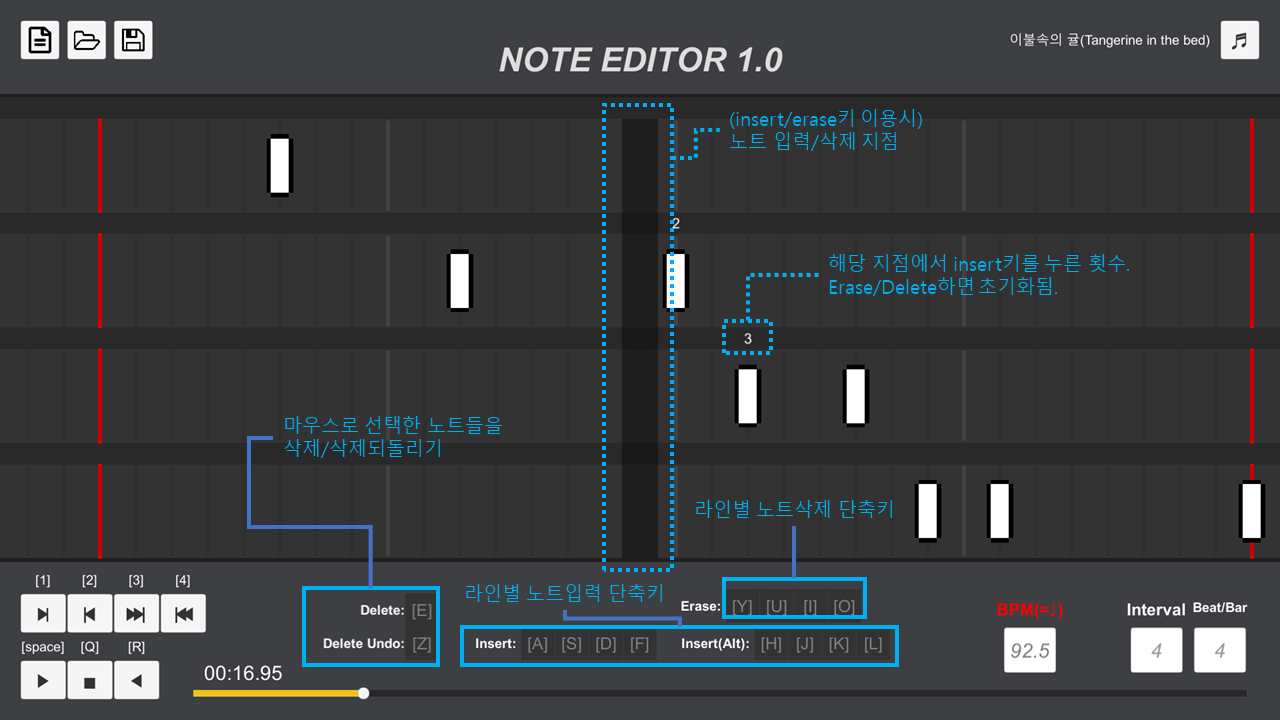 이불속의 귤(Tangerine in the bed)
NOTE EDITOR 1.0
(insert/erase키 이용시)
노트 입력/삭제 지점
2
해당 지점에서 insert키를 누른 횟수.
Erase/Delete하면 초기화됨.
3
마우스로 선택한 노트들을
삭제/삭제되돌리기
라인별 노트삭제 단축키
라인별 노트입력 단축키
[1] [2] [3] [4]
[space] [Q] [R]
00:16.95
Delete: [E]
Delete Undo: [Z]
Erase: [Y] [U] [I] [O]
Insert: [A] [S] [D] [F] Insert(Alt): [H] [J] [K] [L]
BPM(=♩) Interval Beat/Bar
92.5 4 4